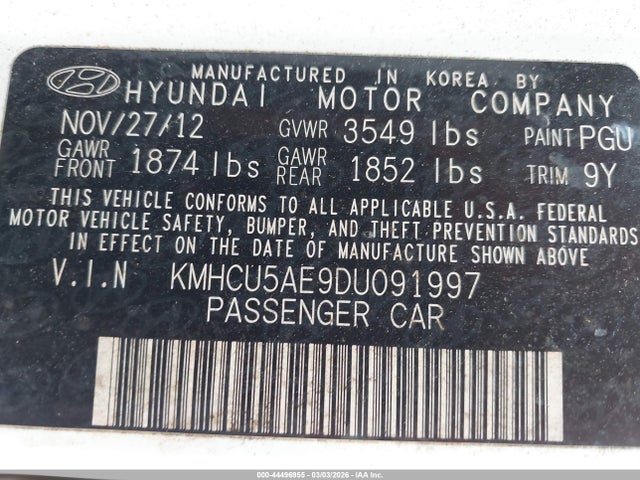 MANUFACTURED IN KOREA BY
HYUNDAI MOTOR COMPANY
NOV/27/12 GVWR 3549 lbs PAINT PGU
GAWR FRONT 1874 lbs GAWR REAR 1852 lbs TRIM 9Y
THIS VEHICLE CONFORMS TO ALL APPLICABLE U.S.A. FEDERAL
MOTOR VEHICLE SAFETY, BUMPER, AND THEFT PREVENTION STANDARDS
IN EFFECT ON THE DATE OF MANUFACTURE SHOWN ABOVE
V.I.N KMHCU5AE9DU091997
PASSENGER CAR
000-44496855 | 03/03/2026 | IAA Inc.